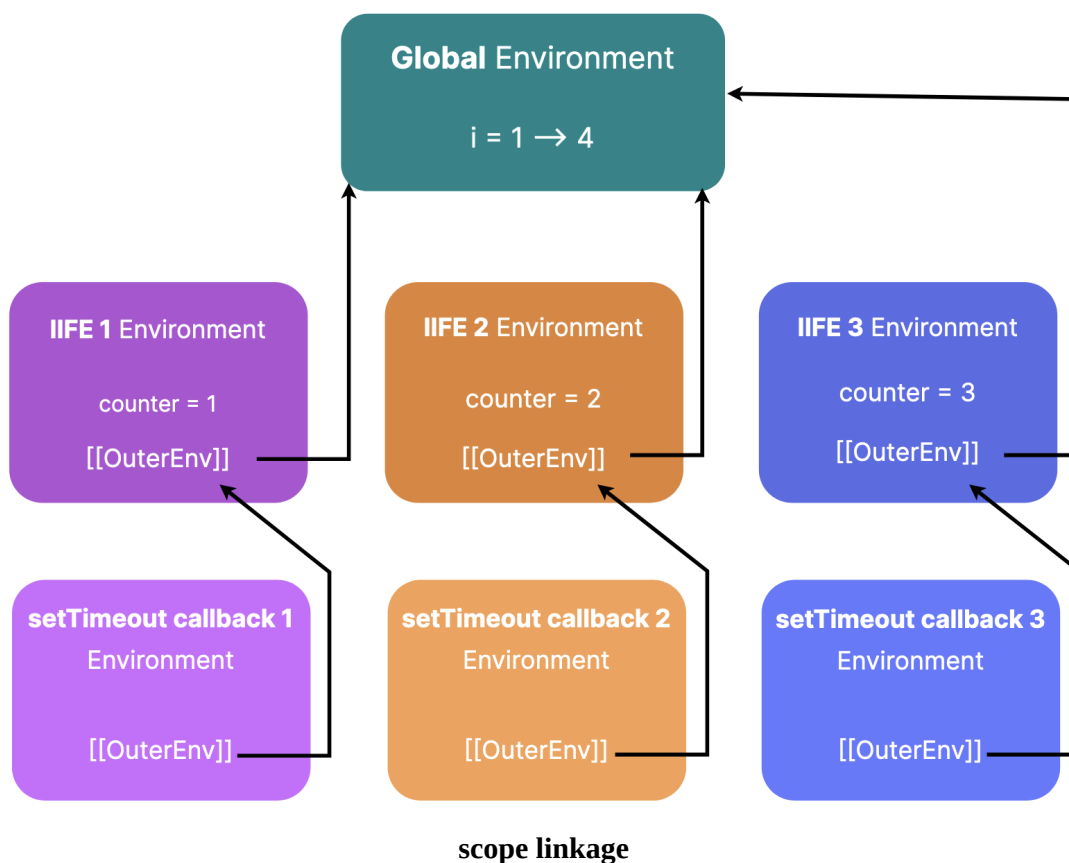 Global Environment
i = 1 → 4
IIFE 1 Environment
counter = 1
[[OuterEnv]]
IIFE 2 Environment
counter = 2
[[OuterEnv]]
IIFE 3 Environment
counter = 3
[[OuterEnv]]
setTimeout callback 1
Environment
[[OuterEnv]]
setTimeout callback 2
Environment
[[OuterEnv]]
setTimeout callback 3
Environment
[[OuterEnv]]
scope linkage